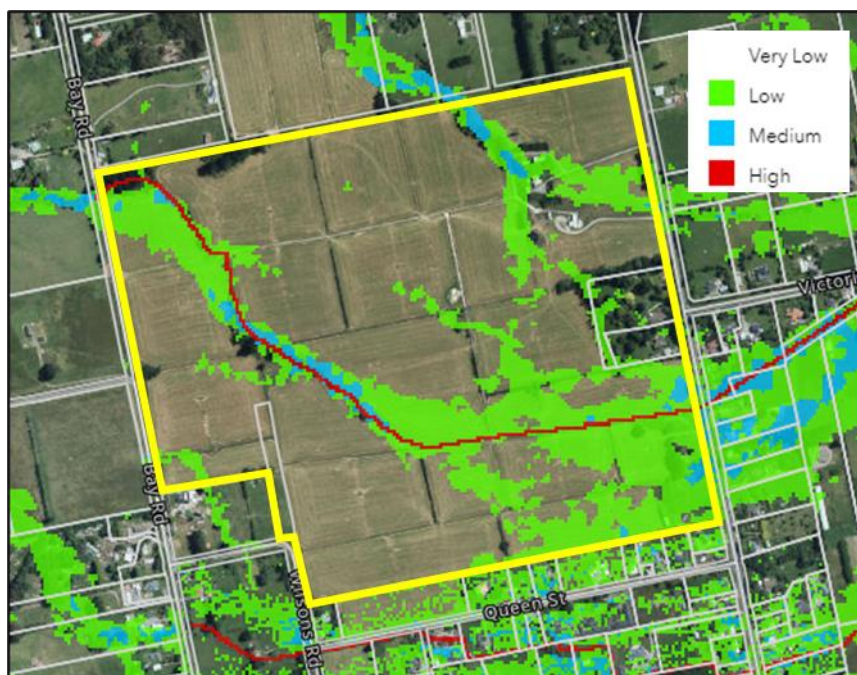 Very Low
Low
Medium
High
Bay Rd
Victori
Bay Rd
Wilsons Rd
Queen St